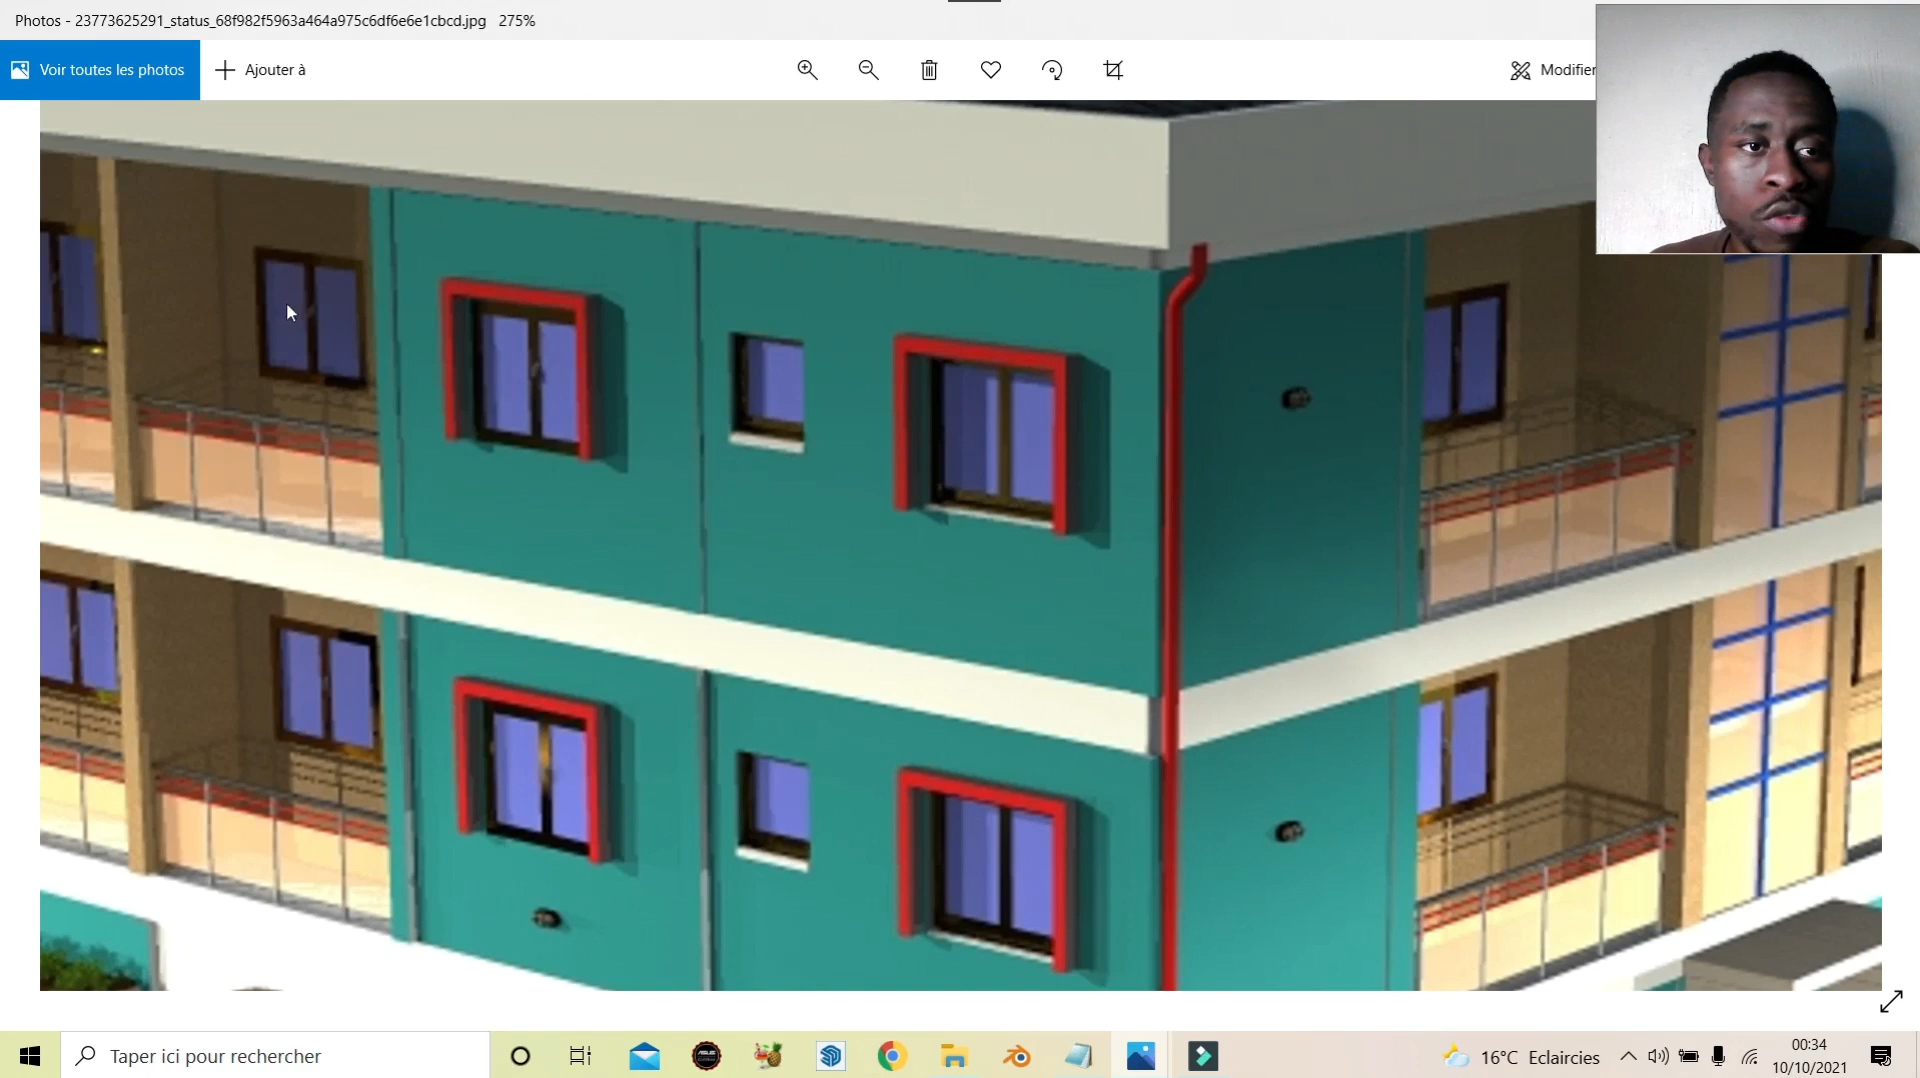 Photos - 23773625291_status_68f982f5963a464a975c6df6e6e1cbcd.jpg   275%
Voir toutes les photos
Ajouter à
Modifier
Taper ici pour rechercher
16°C Eclaircies
00:34
10/10/2021